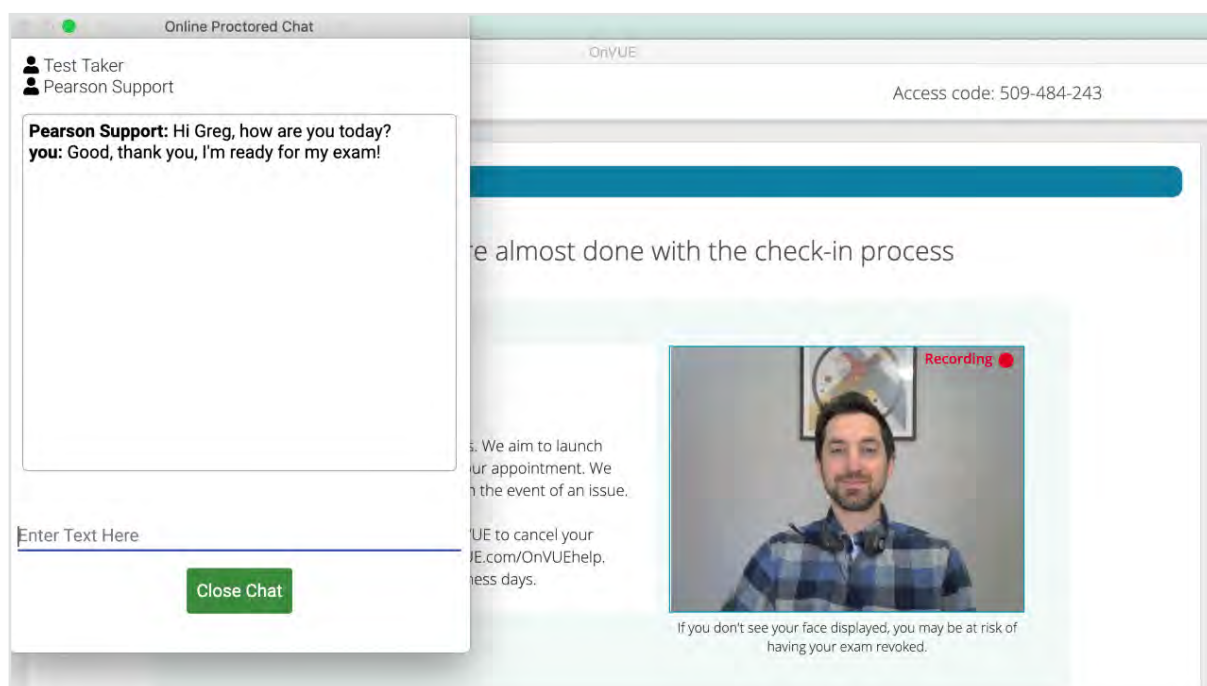 Online Proctored Chat
Test Taker
Pearson Support
Pearson Support: Hi Greg, how are you today?
you: Good, thank you, I'm ready for my exam!
Enter Text Here
Close Chat
OnVUE
Access code: 509-484-243
re almost done with the check-in process
s. We aim to launch
ur appointment. We
n the event of an issue.
UE to cancel your
UE.com/OnVUEhelp.
ness days.
Recording
If you don't see your face displayed, you may be at risk of
having your exam revoked.